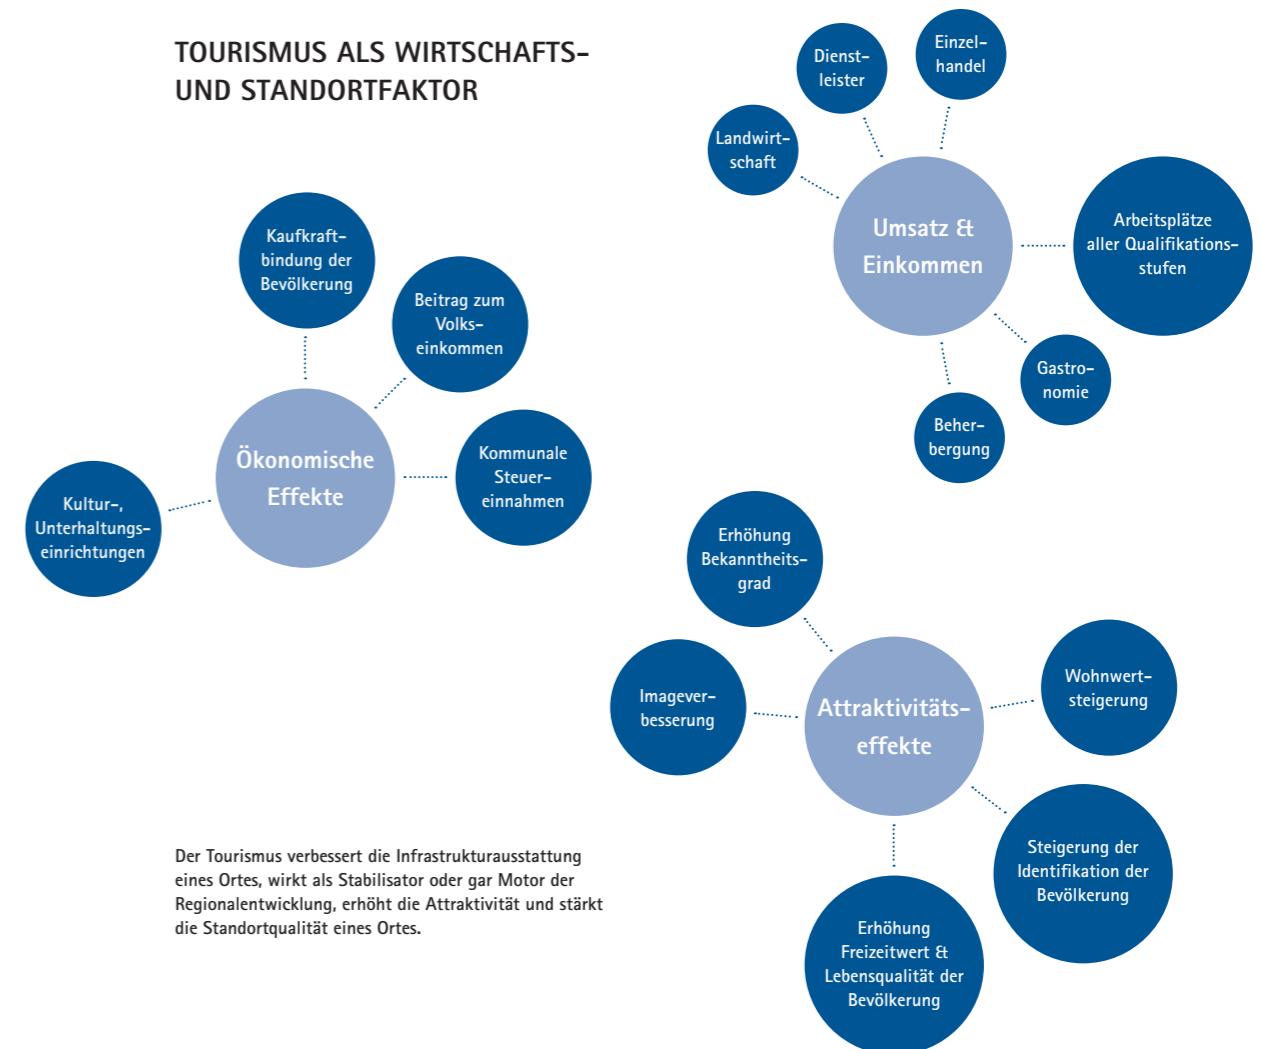 TOURISMUS ALS WIRTSCHAFTS-
UND STANDORTFAKTOR
Kaufkraft-
bindung der
Bevölkerung
Beitrag zum
Volks-
einkommen
Ökonomische
Effekte
Kommunale
Steuer-
einnahmen
Kultur-,
Unterhaltungs-
einrichtungen
Dienst-
leister
Einzel-
handel
Landwirt-
schaft
Umsatz &
Einkommen
Arbeitsplätze
aller Qualifikations-
stufen
Gastro-
nomie
Beher-
bergung
Erhöhung
Bekanntheits-
grad
Imagever-
besserung
Attraktivitäts-
effekte
Wohnwert-
steigerung
Steigerung der
Identifikation der
Bevölkerung
Erhöhung
Freizeitwert &
Lebensqualität der
Bevölkerung
Der Tourismus verbessert die Infrastrukturausstattung
eines Ortes, wirkt als Stabilisator oder gar Motor der
Regionalentwicklung, erhöht die Attraktivität und stärkt
die Standortqualität eines Ortes.